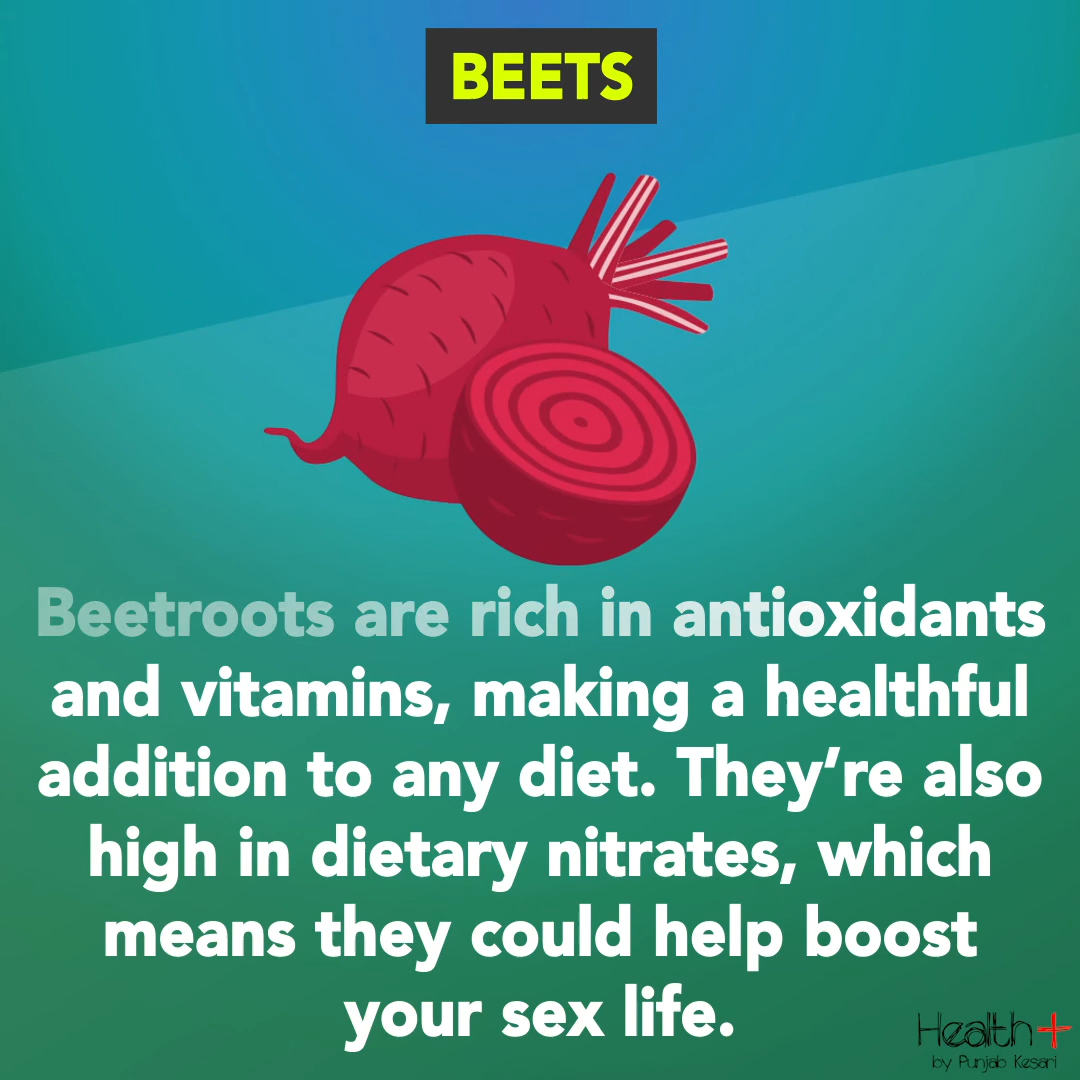 BEETS
Beetroots are rich in antioxidants
and vitamins, making a healthful
addition to any diet. They’re also
high in dietary nitrates, which
means they could help boost
your sex life.
Health+
by Punjab Kesari